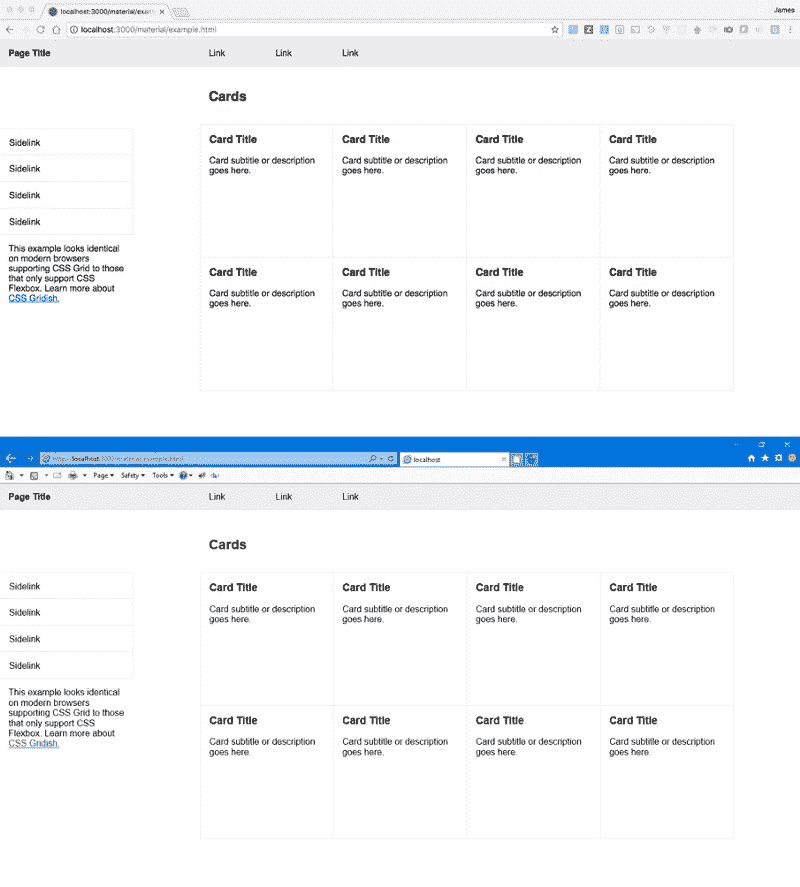 localhost:3000/material/exam
James
localhost:3000/material/example.html
Page Title Link Link Link
Cards
Sidelink
Sidelink
Sidelink
Sidelink
This example looks identical
on modern browsers
supporting CSS Grid to those
that only support CSS
Flexbox. Learn more about
CSS Gridish.
Card Title
Card subtitle or description
goes here.
Card Title
Card subtitle or description
goes here.
Card Title
Card subtitle or description
goes here.
Card Title
Card subtitle or description
goes here.
Card Title
Card subtitle or description
goes here.
Card Title
Card subtitle or description
goes here.
Card Title
Card subtitle or description
goes here.
Card Title
Card subtitle or description
goes here.
localhost
Page Safety Tools
Page Title Link Link Link
Cards
Sidelink
Sidelink
Sidelink
Sidelink
This example looks identical
on modern browsers
supporting CSS Grid to those
that only support CSS
Flexbox. Learn more about
CSS Gridish.
Card Title
Card subtitle or description
goes here.
Card Title
Card subtitle or description
goes here.
Card Title
Card subtitle or description
goes here.
Card Title
Card subtitle or description
goes here.
Card Title
Card subtitle or description
goes here.
Card Title
Card subtitle or description
goes here.
Card Title
Card subtitle or description
goes here.
Card Title
Card subtitle or description
goes here.